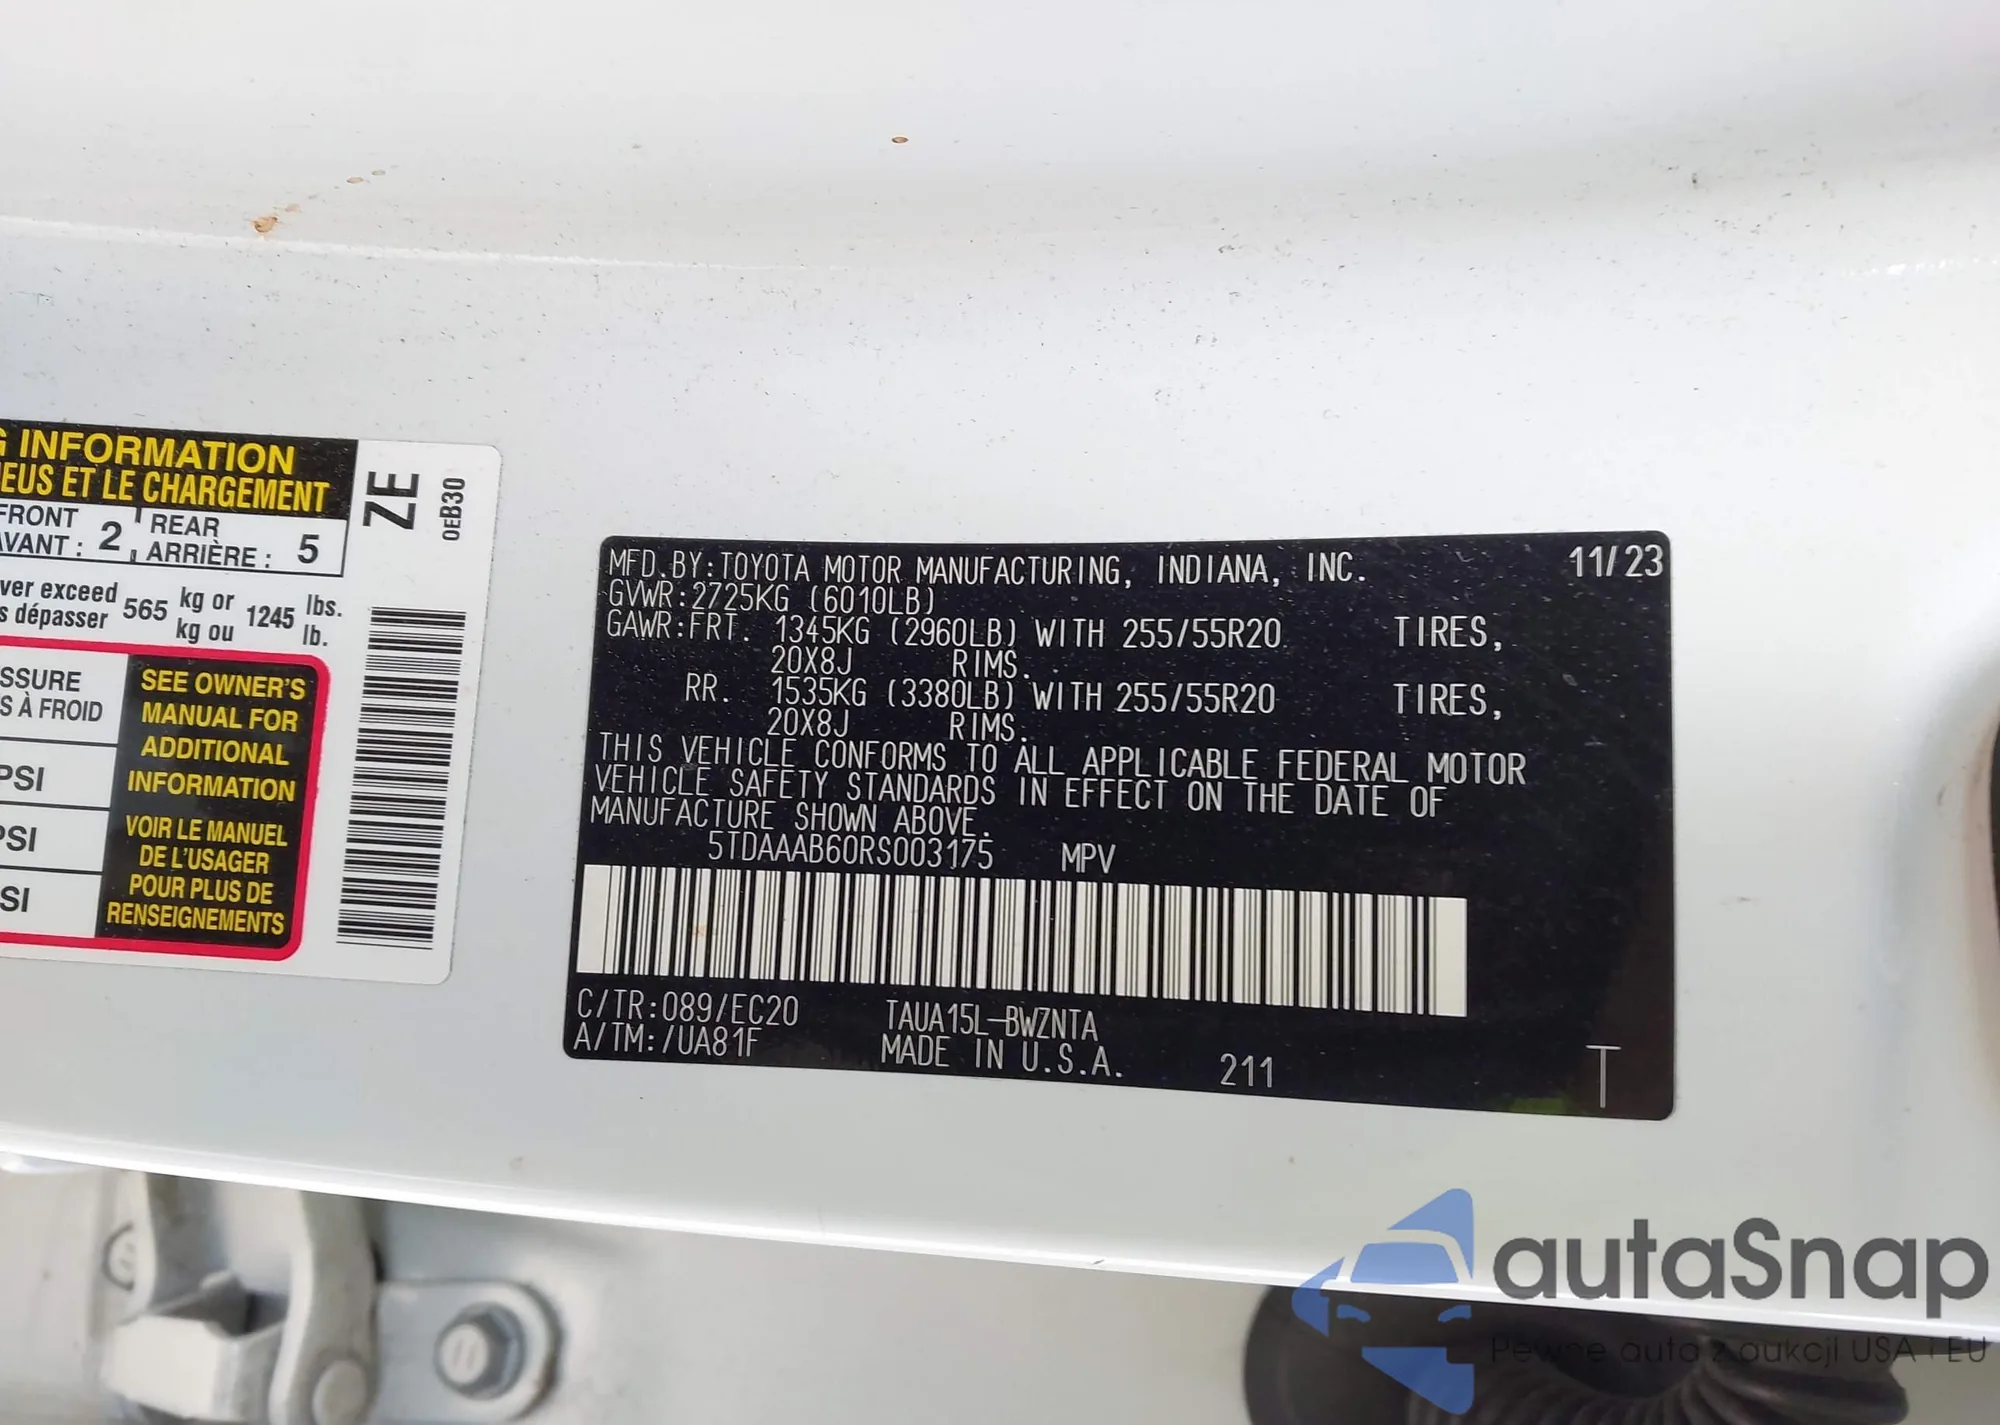 INFORMATION
EUS ET LE CHARGEMENT
FRONT
AVANT : 2
REAR
ARRIÈRE : 5
ver exceed
s dépasser
565
kg or
kg ou
1245
lbs.
lb.
SSURE
S À FROID
PSI
PSI
SI
SEE OWNER'S
MANUAL FOR
ADDITIONAL
INFORMATION
VOIR LE MANUEL
DE L'USAGER
POUR PLUS DE
RENSEIGNEMENTS
ZE
0EB30
MFD. BY: TOYOTA MOTOR MANUFACTURING, INDIANA, INC. 11/23
GVWR: 2725KG (6010LB)
GAWR: FRT. 1345KG (2960LB) WITH 255/55R20 TIRES,
20X8J RIMS.
RR. 1535KG (3380LB) WITH 255/55R20 TIRES,
20X8J RIMS.
THIS VEHICLE CONFORMS TO ALL APPLICABLE FEDERAL MOTOR
VEHICLE SAFETY STANDARDS IN EFFECT ON THE DATE OF
MANUFACTURE SHOWN ABOVE.
5TDAAAB60RS003175 MPV
C/TR: 089/EC20 TAUA15L-BWZNTA
A/TM: /UA81F MADE IN U.S.A. 211 T
autaSnap
Pewne auta z aukcji USA i EU